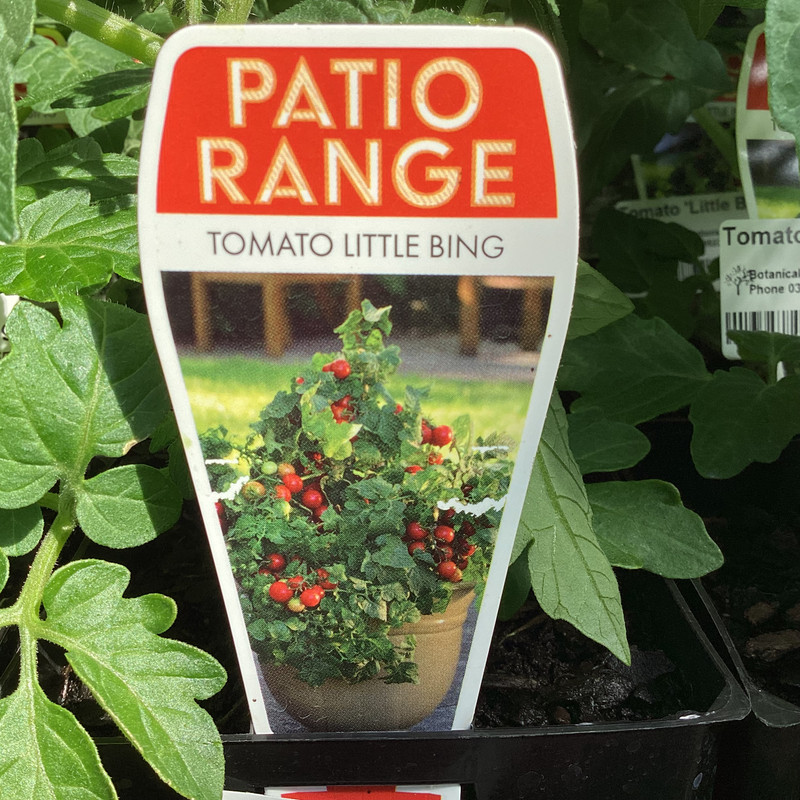 PATIO
RANGE
TOMATO LITTLE BING
Tomato 'Little B
Tomato
Botanical
Phone 03